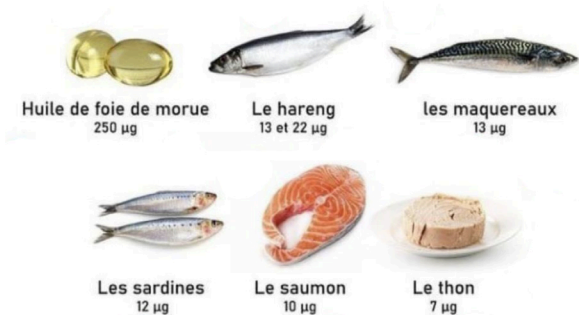 Huile de foie de morue
250 µg
Le hareng
13 et 22 µg
les maquereaux
13 µg
Les sardines
12 µg
Le saumon
10 µg
Le thon
7 µg